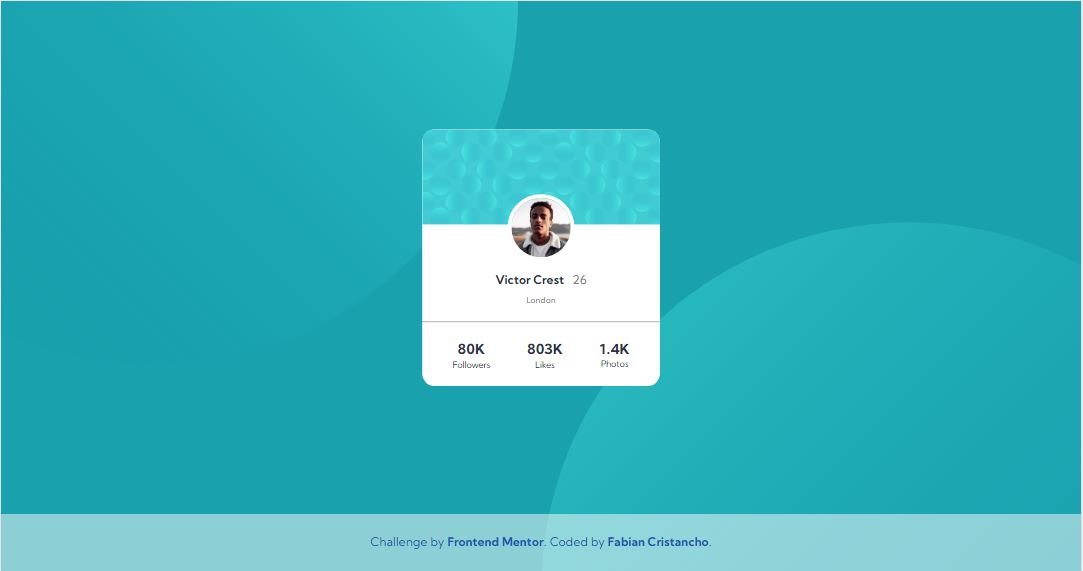 Victor Crest 26
London
80K 803K 1.4K
Followers Likes Photos
Challenge by Frontend Mentor. Coded by Fabian Cristancho.